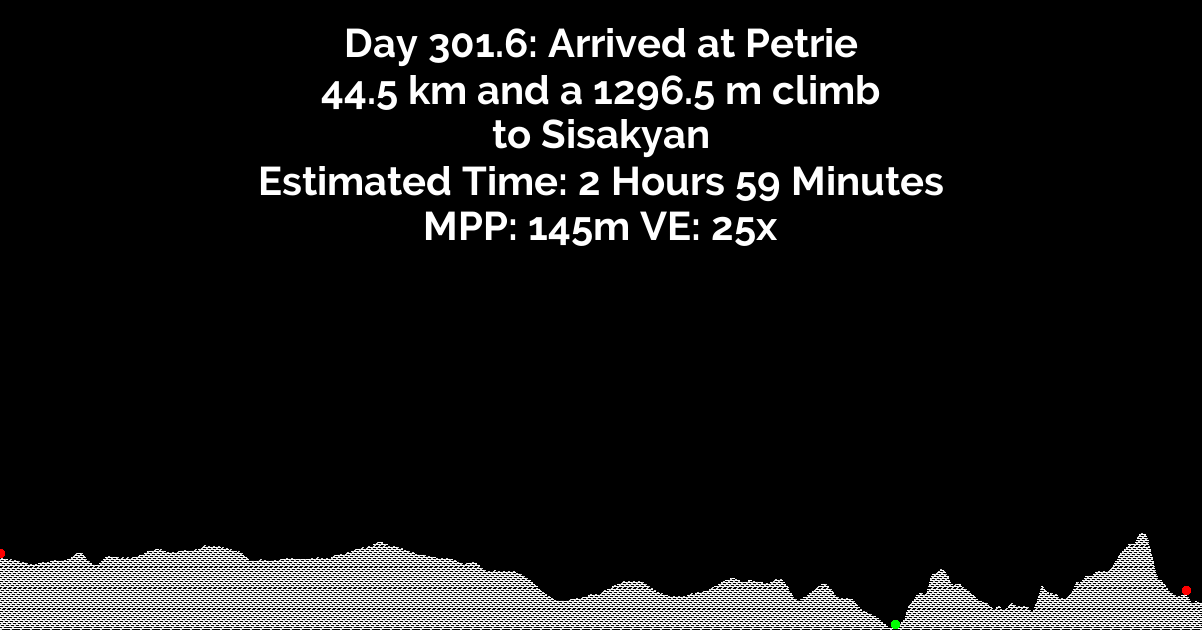 Day 301.6: Arrived at Petrie
44.5 km and a 1296.5 m climb
to Sisakyan
Estimated Time: 2 Hours 59 Minutes
MPP: 145m VE: 25x